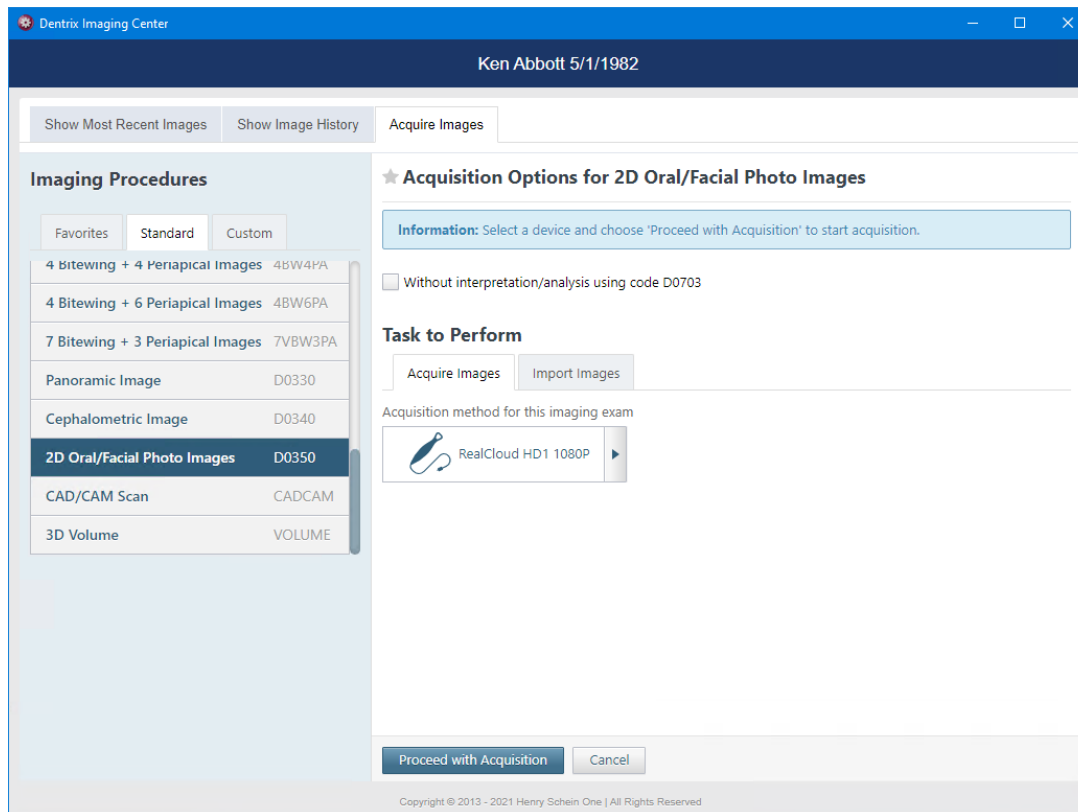 Dentrix Imaging Center
Ken Abbott 5/1/1982
Show Most Recent Images Show Image History Acquire Images
Imaging Procedures
Favorites Standard Custom
4 Bitewing + 4 Periapical Images 4BW4PA
4 Bitewing + 6 Periapical Images 4BW6PA
7 Bitewing + 3 Periapical Images 7VBW3PA
Panoramic Image D0330
Cephalometric Image D0340
2D Oral/Facial Photo Images D0350
CAD/CAM Scan CADCAM
3D Volume VOLUME
Acquisition Options for 2D Oral/Facial Photo Images
Information: Select a device and choose 'Proceed with Acquisition' to start acquisition.
Without interpretation/analysis using code D0703
Task to Perform
Acquire Images Import Images
Acquisition method for this imaging exam
RealCloud HD1 1080P
Proceed with Acquisition Cancel
Copyright © 2013 - 2021 Henry Schein One | All Rights Reserved